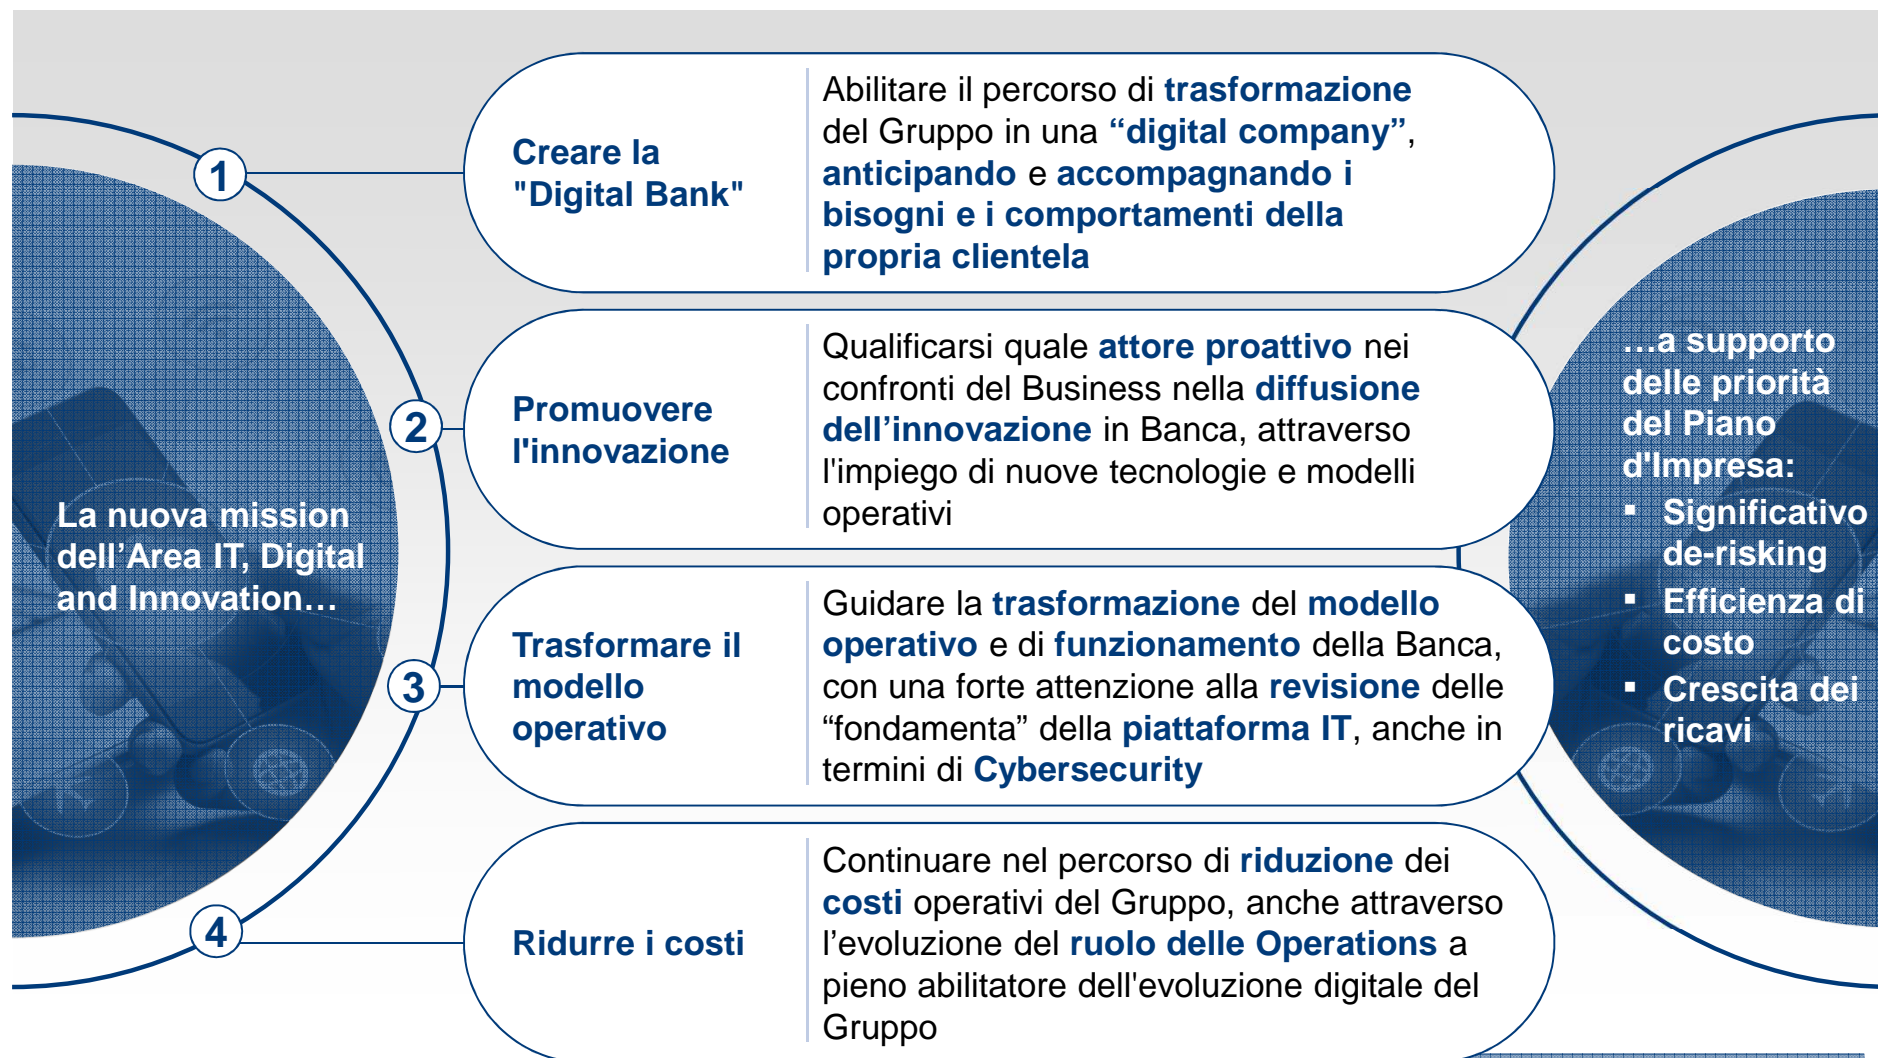 La nuova mission
dell’Area IT, Digital
and Innovation…
1
Creare la
"Digital Bank"
Abilitare il percorso di trasformazione
del Gruppo in una “digital company”,
anticipando e accompagnando i
bisogni e i comportamenti della
propria clientela
2
Promuovere
l'innovazione
Qualificarsi quale attore proattivo nei
confronti del Business nella diffusione
dell’innovazione in Banca, attraverso
l'impiego di nuove tecnologie e modelli
operativi
3
Trasformare il
modello
operativo
Guidare la trasformazione del modello
operativo e di funzionamento della Banca,
con una forte attenzione alla revisione delle
“fondamenta” della piattaforma IT, anche in
termini di Cybersecurity
4
Ridurre i costi
Continuare nel percorso di riduzione dei
costi operativi del Gruppo, anche attraverso
l’evoluzione del ruolo delle Operations a
pieno abilitatore dell'evoluzione digitale del
Gruppo
…a supporto
delle priorità
del Piano
d'Impresa:
▪ Significativo
de-risking
▪ Efficienza di
costo
▪ Crescita dei
ricavi